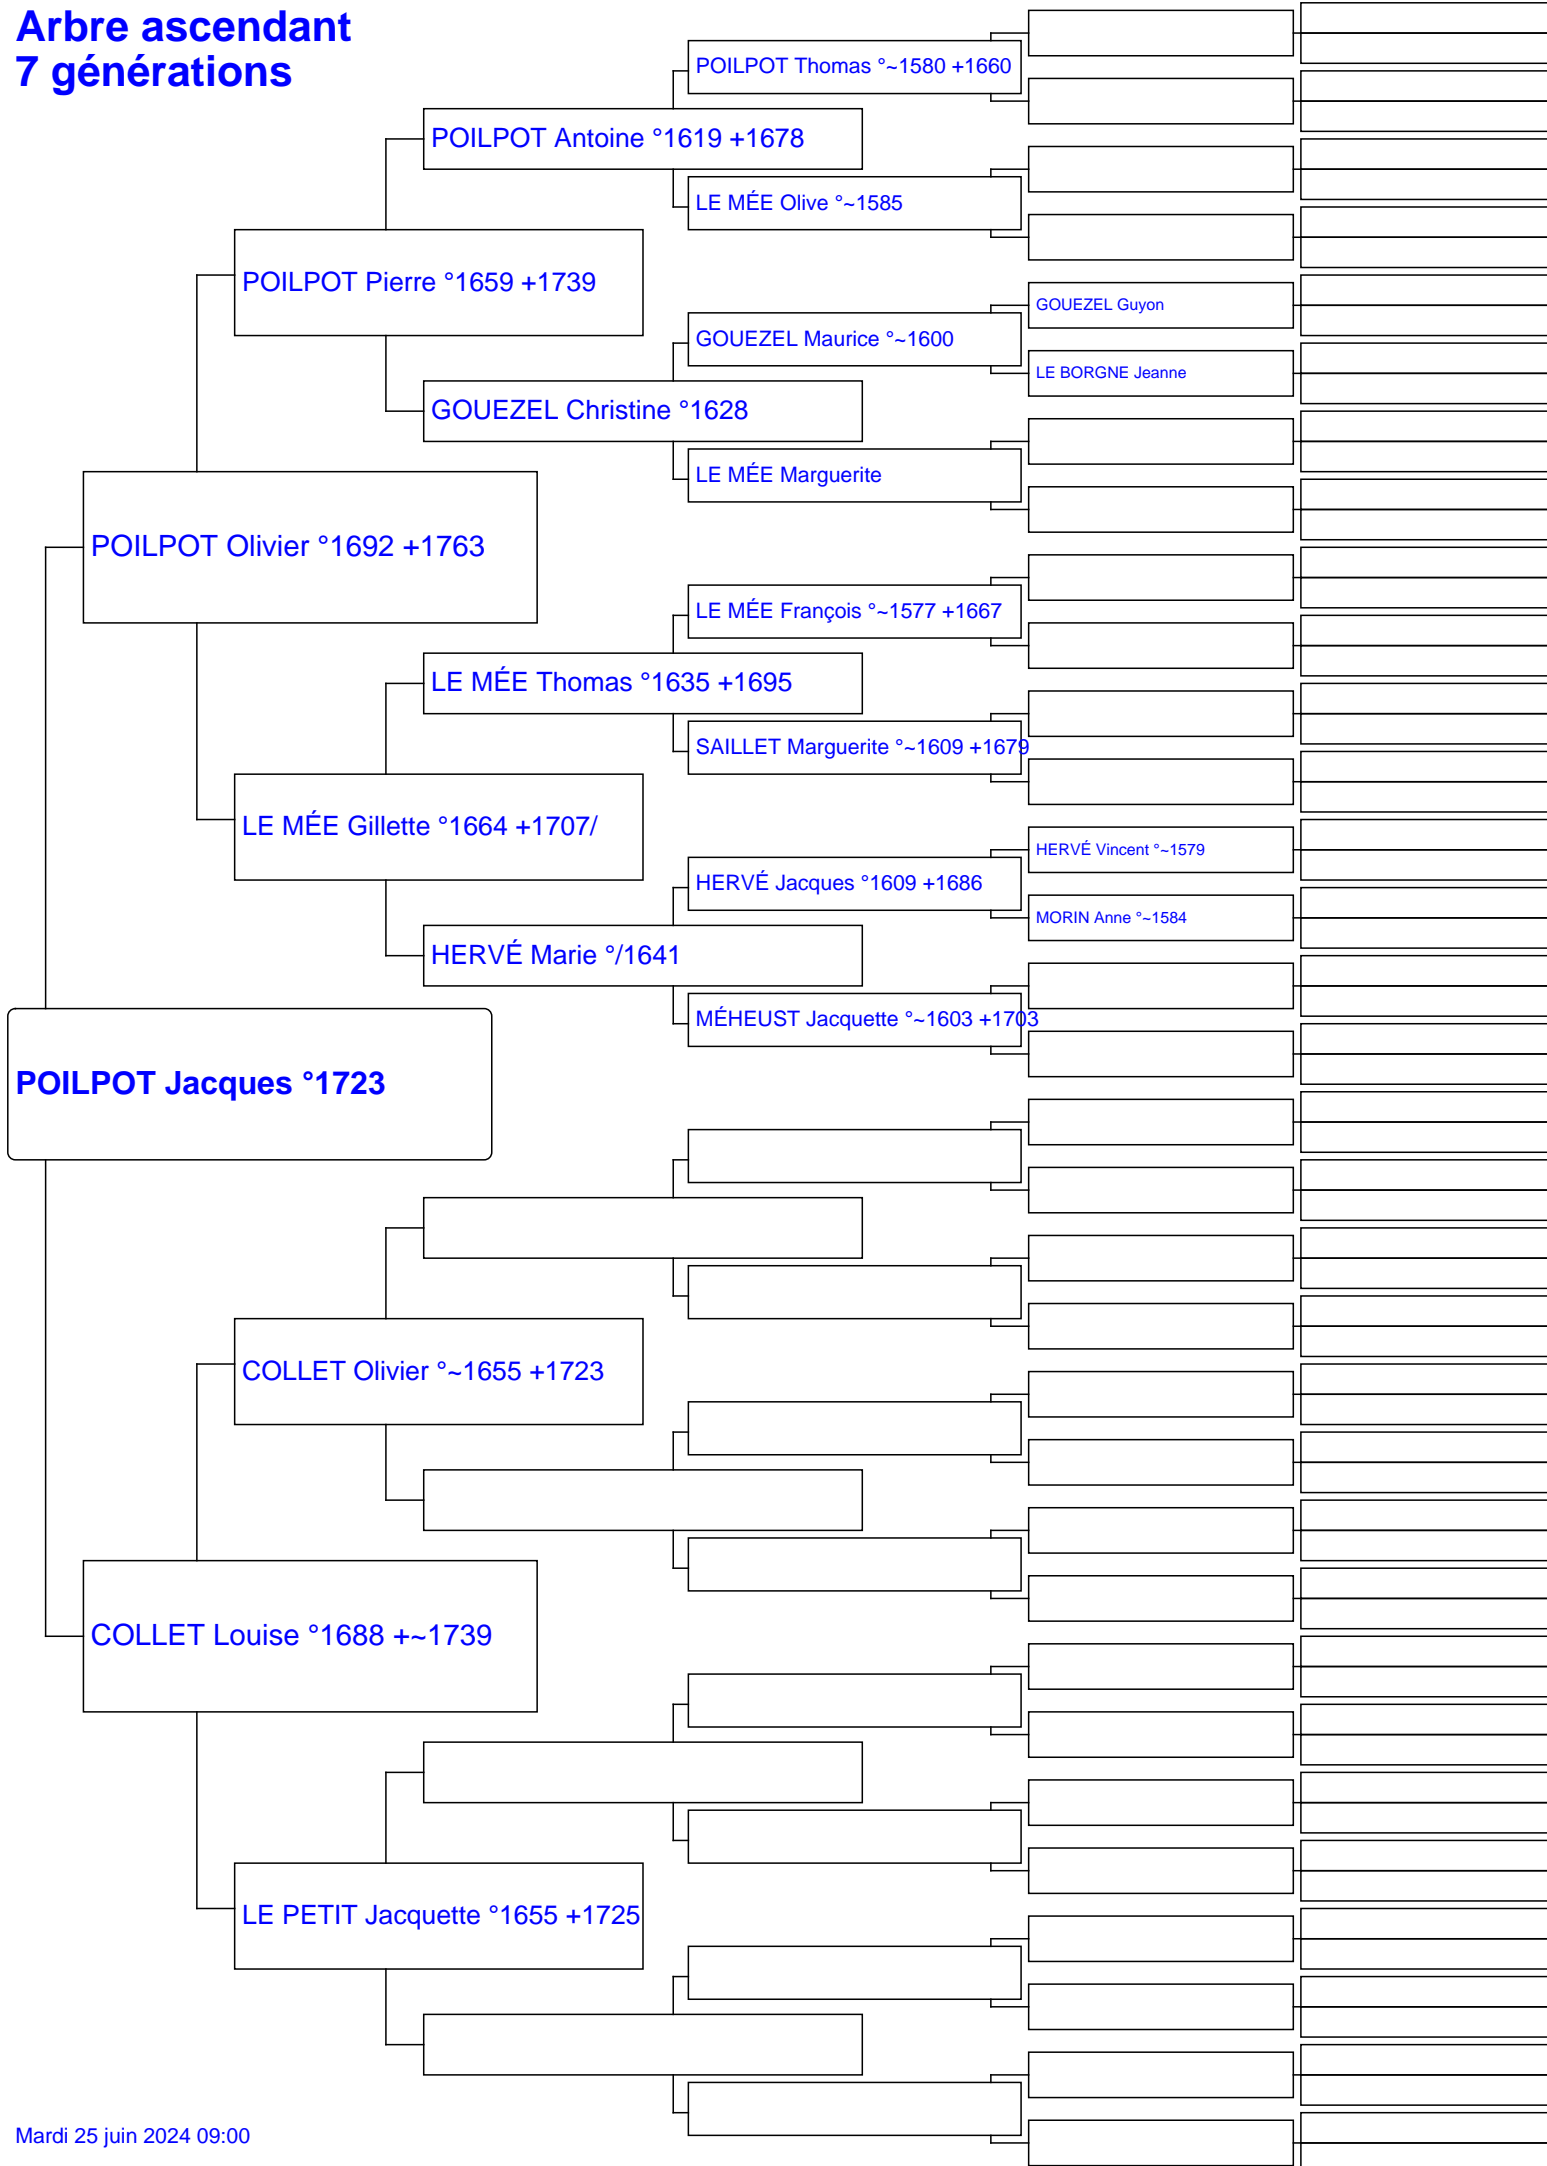 Arbre ascendant
7 générations
POILPOT Thomas °~1580 +1660
POILPOT Antoine °1619 +1678
LE MÉE Olive °~1585
POILPOT Pierre °1659 +1739
GOUEZEL Guyon
GOUEZEL Maurice °~1600
LE BORGNE Jeanne
GOUEZEL Christine °1628
LE MÉE Marguerite
POILPOT Olivier °1692 +1763
LE MÉE François °~1577 +1667
LE MÉE Thomas °1635 +1695
SAILLET Marguerite °~1609 +1679
LE MÉE Gillette °1664 +1707/
HERVÉ Vincent °~1579
HERVÉ Jacques °1609 +1686
MORIN Anne °~1584
HERVÉ Marie °/1641
MÉHEUST Jacquette °~1603 +1703
POILPOT Jacques °1723
COLLET Olivier °~1655 +1723
COLLET Louise °1688 +~1739
LE PETIT Jacquette °1655 +1725
Mardi 25 juin 2024 09:00